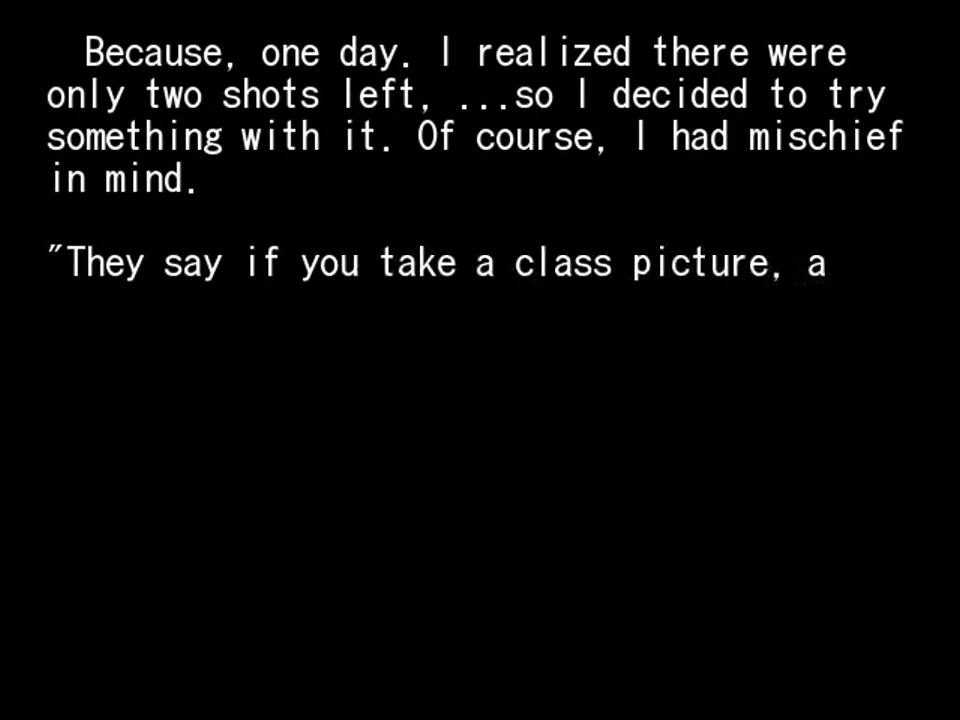 Because, one day. I realized there were
only two shots left, ...so I decided to try
something with it. Of course, I had mischief
in mind.
"They say if you take a class picture, a